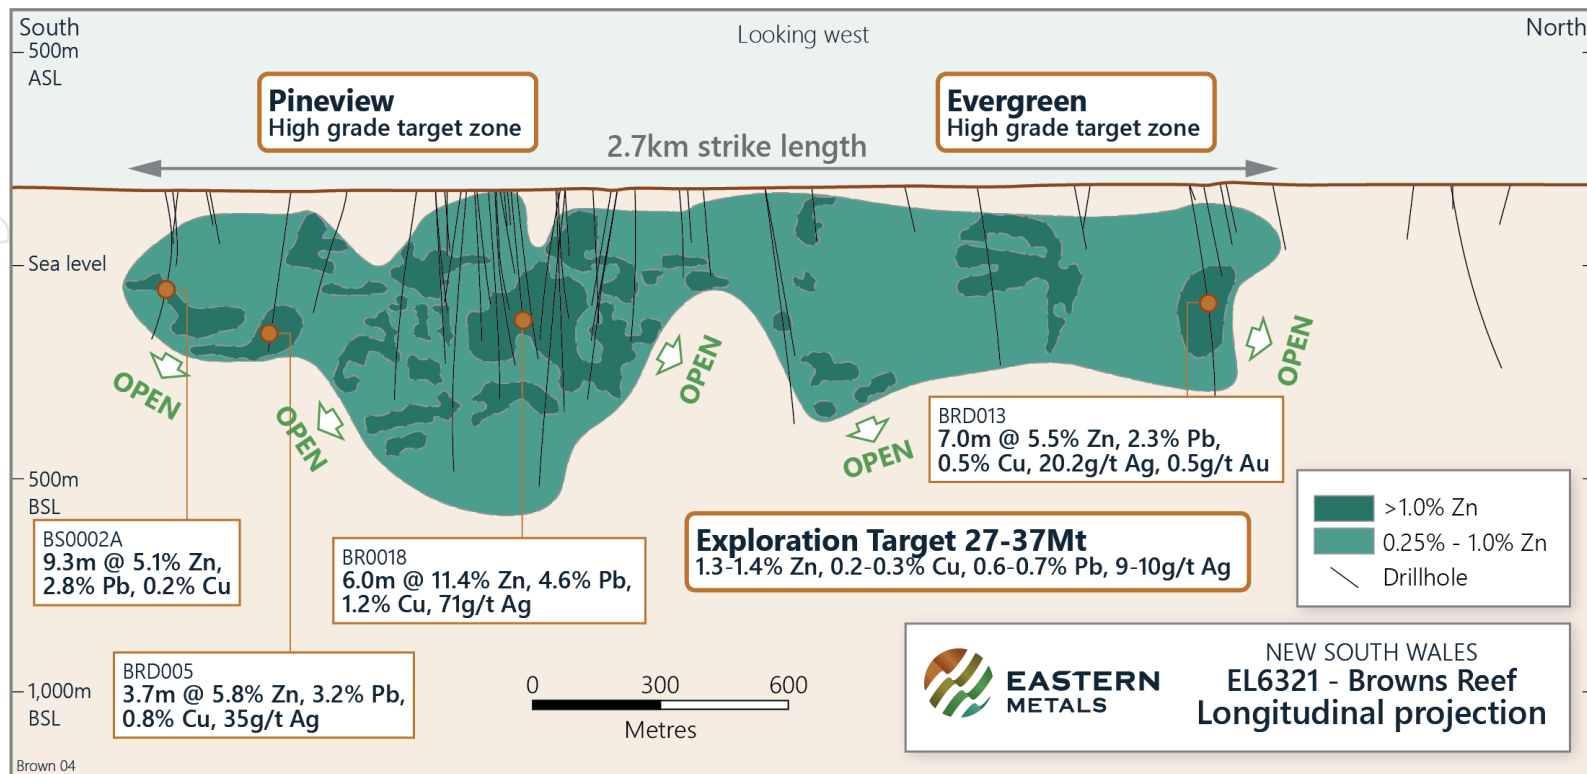 South
Looking west
North
500m
ASL
Pineview
High grade target zone
Evergreen
High grade target zone
2.7km strike length
Sea level
OPEN
OPEN
OPEN
OPEN
OPEN
BRD013
7.0m @ 5.5% Zn, 2.3% Pb,
0.5% Cu, 20.2g/t Ag, 0.5g/t Au
500m
BSL
BS0002A
9.3m @ 5.1% Zn,
2.8% Pb, 0.2% Cu
BR0018
6.0m @ 11.4% Zn, 4.6% Pb,
1.2% Cu, 71g/t Ag
Exploration Target 27-37Mt
1.3-1.4% Zn, 0.2-0.3% Cu, 0.6-0.7% Pb, 9-10g/t Ag
>1.0% Zn
0.25% - 1.0% Zn
Drillhole
BRD005
3.7m @ 5.8% Zn, 3.2% Pb,
0.8% Cu, 35g/t Ag
1,000m
BSL
0 300 600
Metres
EASTERN
METALS
NEW SOUTH WALES
EL6321 - Browns Reef
Longitudinal projection
Brown 04